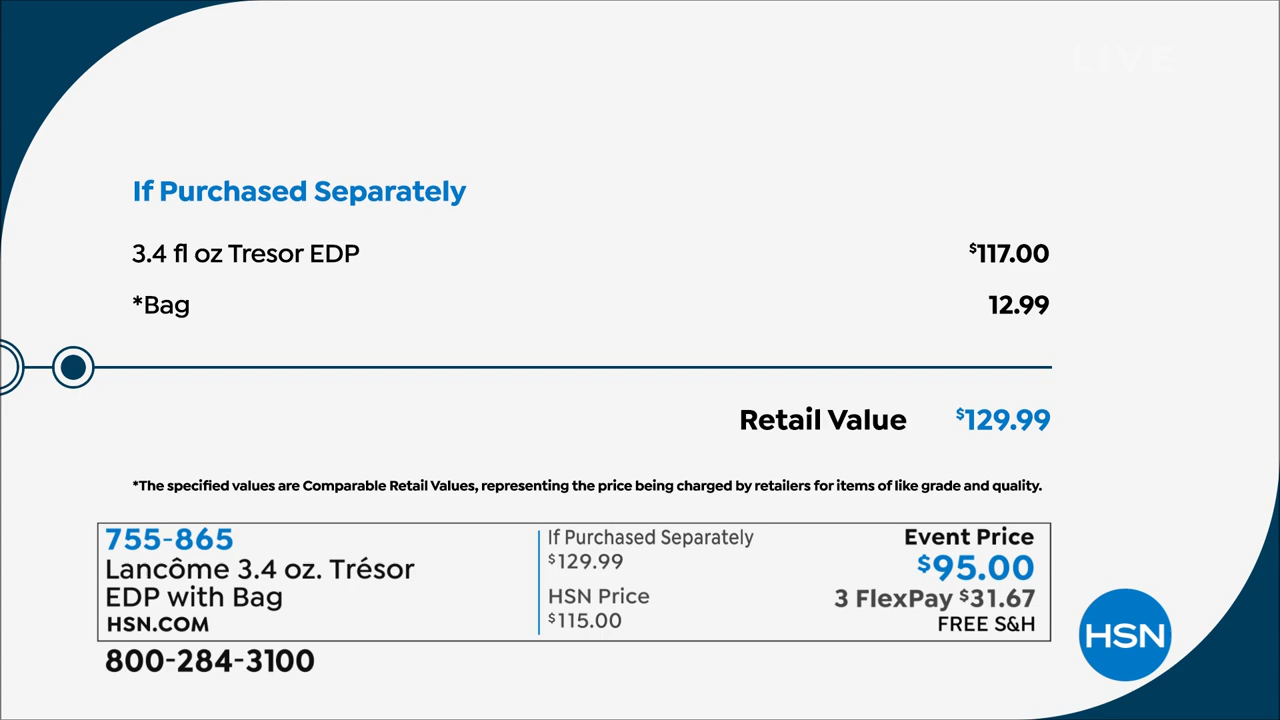 LIVE
If Purchased Separately
3.4 fl oz Tresor EDP $117.00
*Bag 12.99
Retail Value $129.99
*The specified values are Comparable Retail Values, representing the price being charged by retailers for items of like grade and quality.
755-865
Lancôme 3.4 oz. Trésor
EDP with Bag
HSN.COM
If Purchased Separately
$129.99
HSN Price
$115.00
Event Price
$95.00
3 FlexPay $31.67
FREE S&H
HSN
800-284-3100